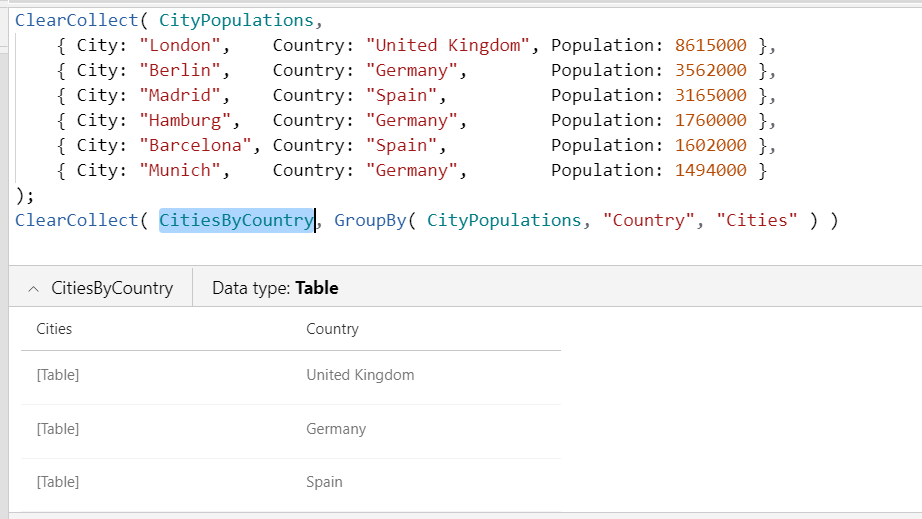 ClearCollect( CityPopulations,
    { City: "London",    Country: "United Kingdom", Population: 8615000 },
    { City: "Berlin",    Country: "Germany",        Population: 3562000 },
    { City: "Madrid",    Country: "Spain",          Population: 3165000 },
    { City: "Hamburg",   Country: "Germany",        Population: 1760000 },
    { City: "Barcelona", Country: "Spain",          Population: 1602000 },
    { City: "Munich",    Country: "Germany",        Population: 1494000 }
);
ClearCollect( CitiesByCountry, GroupBy( CityPopulations, "Country", "Cities" ) )
CitiesByCountry Data type: Table
Cities Country
[Table] United Kingdom
[Table] Germany
[Table] Spain